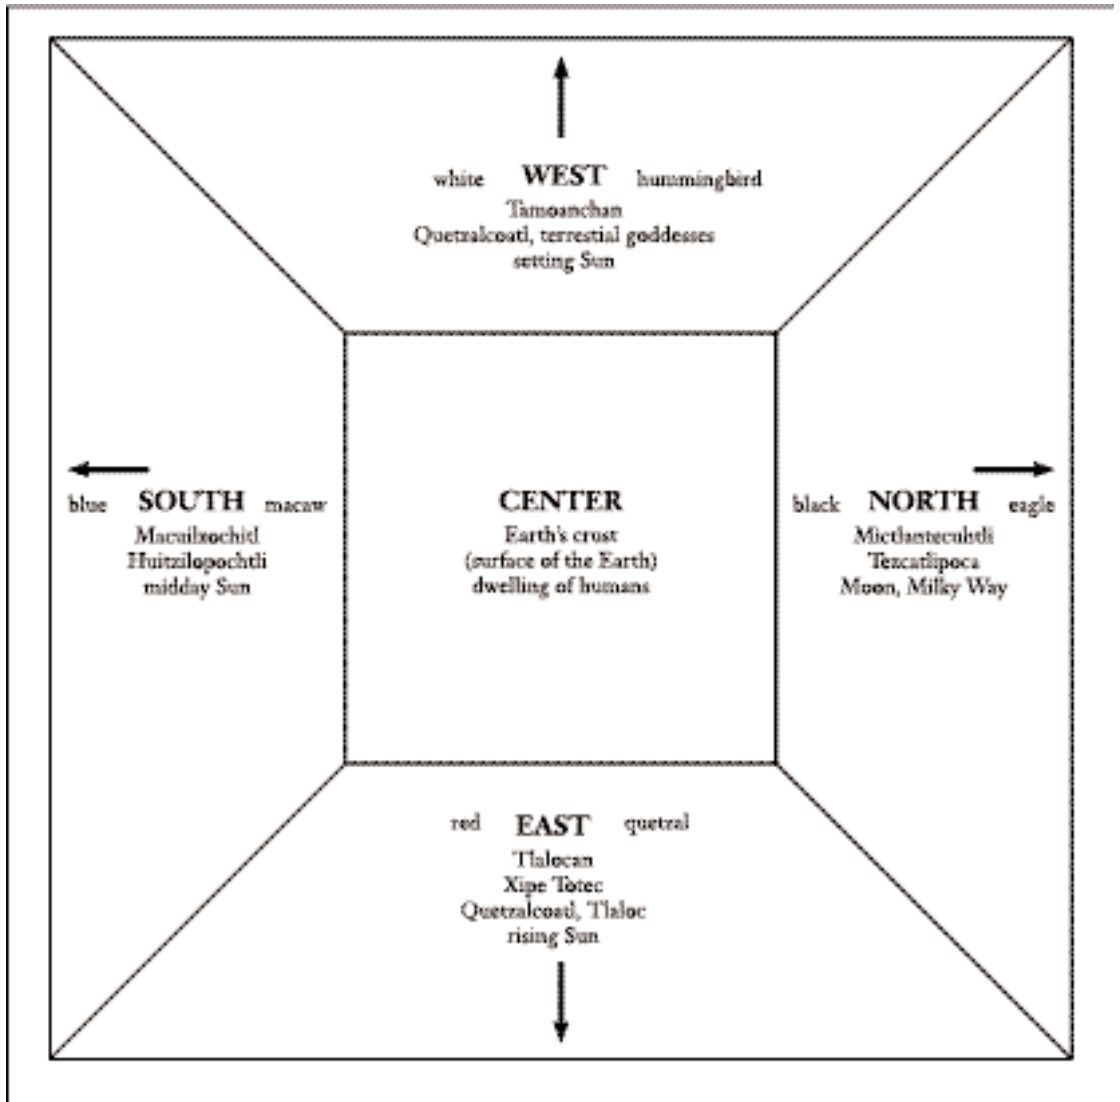 white WEST hummingbird
Tamoanchan
Quetzalcoatl, terrestial goddesses
setting Sun
blue SOUTH macaw
Macuilxochitl
Huitzilopochtli
midday Sun
CENTER
Earth's crust
(surface of the Earth)
dwelling of humans
black NORTH eagle
Mictlantecuhtli
Tezcatlipoca
Moon, Milky Way
red EAST quetzal
Tlalocan
Xipe Totec
Quetzalcoatl, Tlaloc
rising Sun